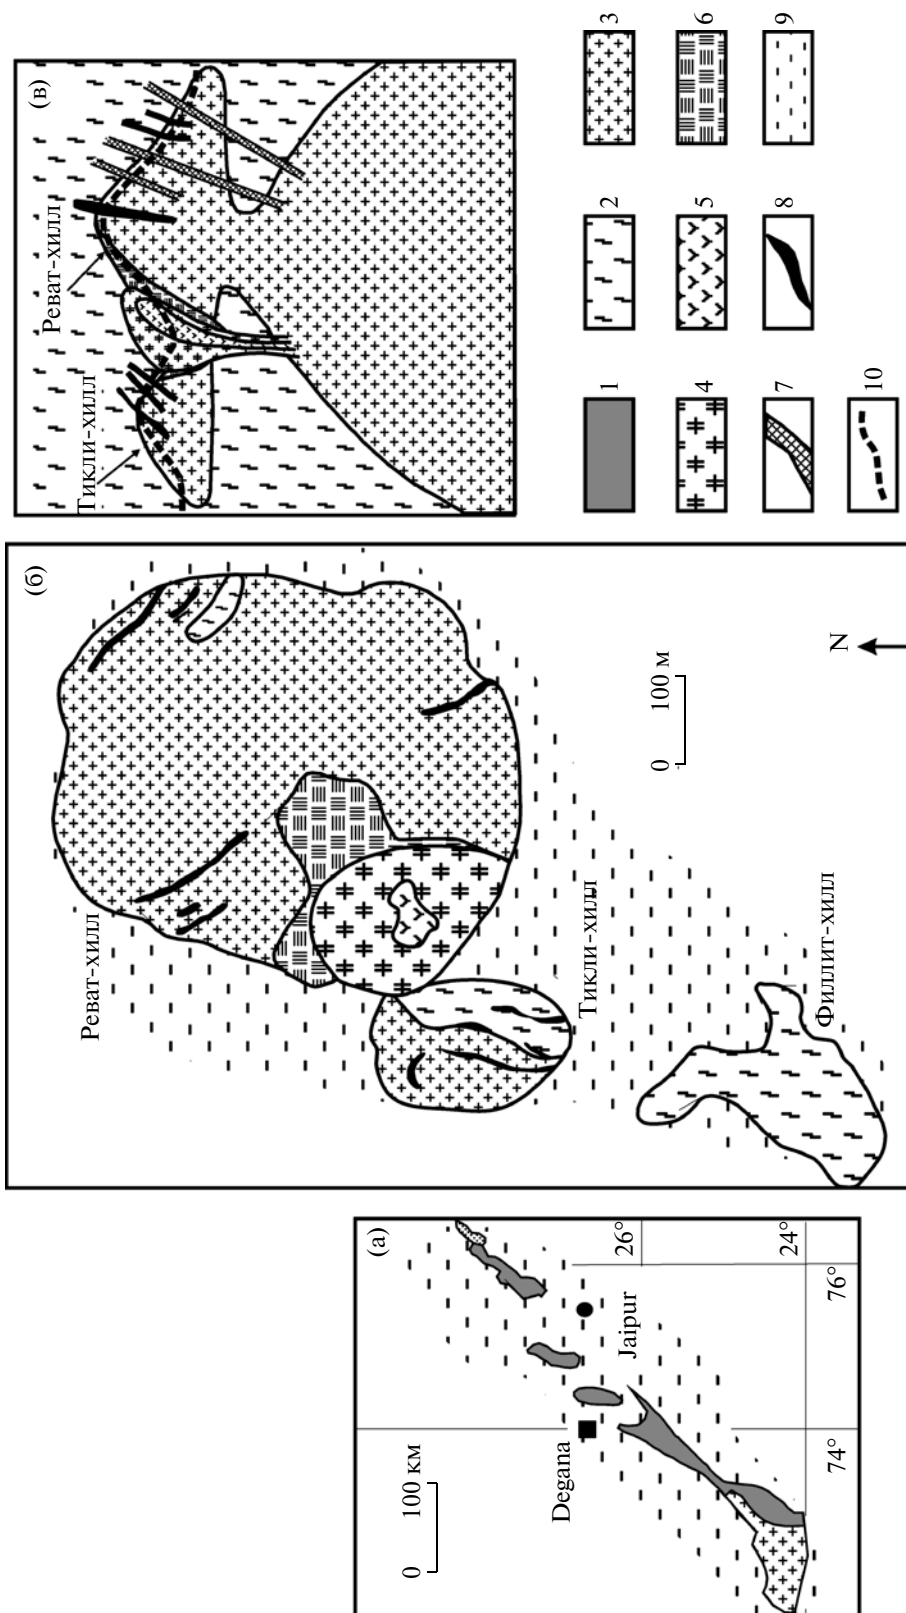 (а)
0 100 км
Degana
Jaipur
26°
24°
74°
76°
(б)
Реват-хилл
Тикли-хилл
Филлит-хилл
0 100 м
N
(в)
Тикли-хилл
Реват-хилл
1
2
3
4
5
6
7
8
9
10